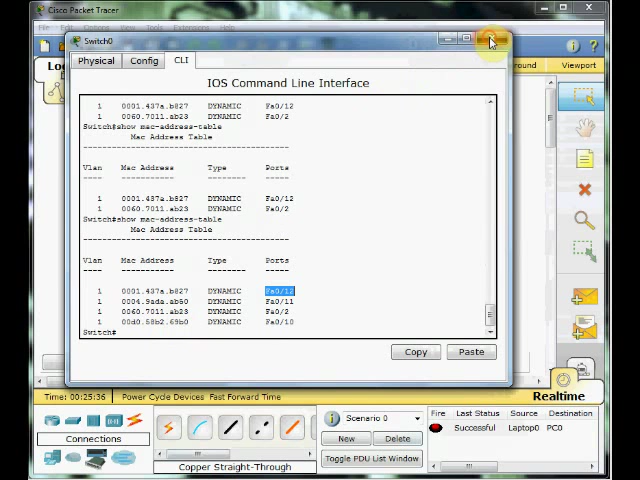 Cisco Packet Tracer
File Edit Tools Extensions Help
Switch0
Physical Config CLI
Viewport
IOS Command Line Interface
1 0001.437a.b827 DYNAMIC Fa0/12
1 0060.7011.ab23 DYNAMIC Fa0/2
Switch#show mac-address-table
Mac Address Table
-------------------------------------------
Vlan Mac Address Type Ports
---- ----------- -------- -----
1 0001.437a.b827 DYNAMIC Fa0/12
1 0060.7011.ab23 DYNAMIC Fa0/2
Switch#show mac-address-table
Mac Address Table
-------------------------------------------
Vlan Mac Address Type Ports
---- ----------- -------- -----
1 0001.437a.b827 DYNAMIC Fa0/12
1 0004.9ada.ab50 DYNAMIC Fa0/11
1 0060.7011.ab23 DYNAMIC Fa0/2
1 00d0.58b2.69b0 DYNAMIC Fa0/10
Switch#
Copy Paste
Time: 00:25:36 Power Cycle Devices Fast Forward Time
Realtime
Connections
Copper Straight-Through
Scenario 0
New Delete
Toggle PDU List Window
Fire Last Status Source Destination
Successful Laptop0 PC0